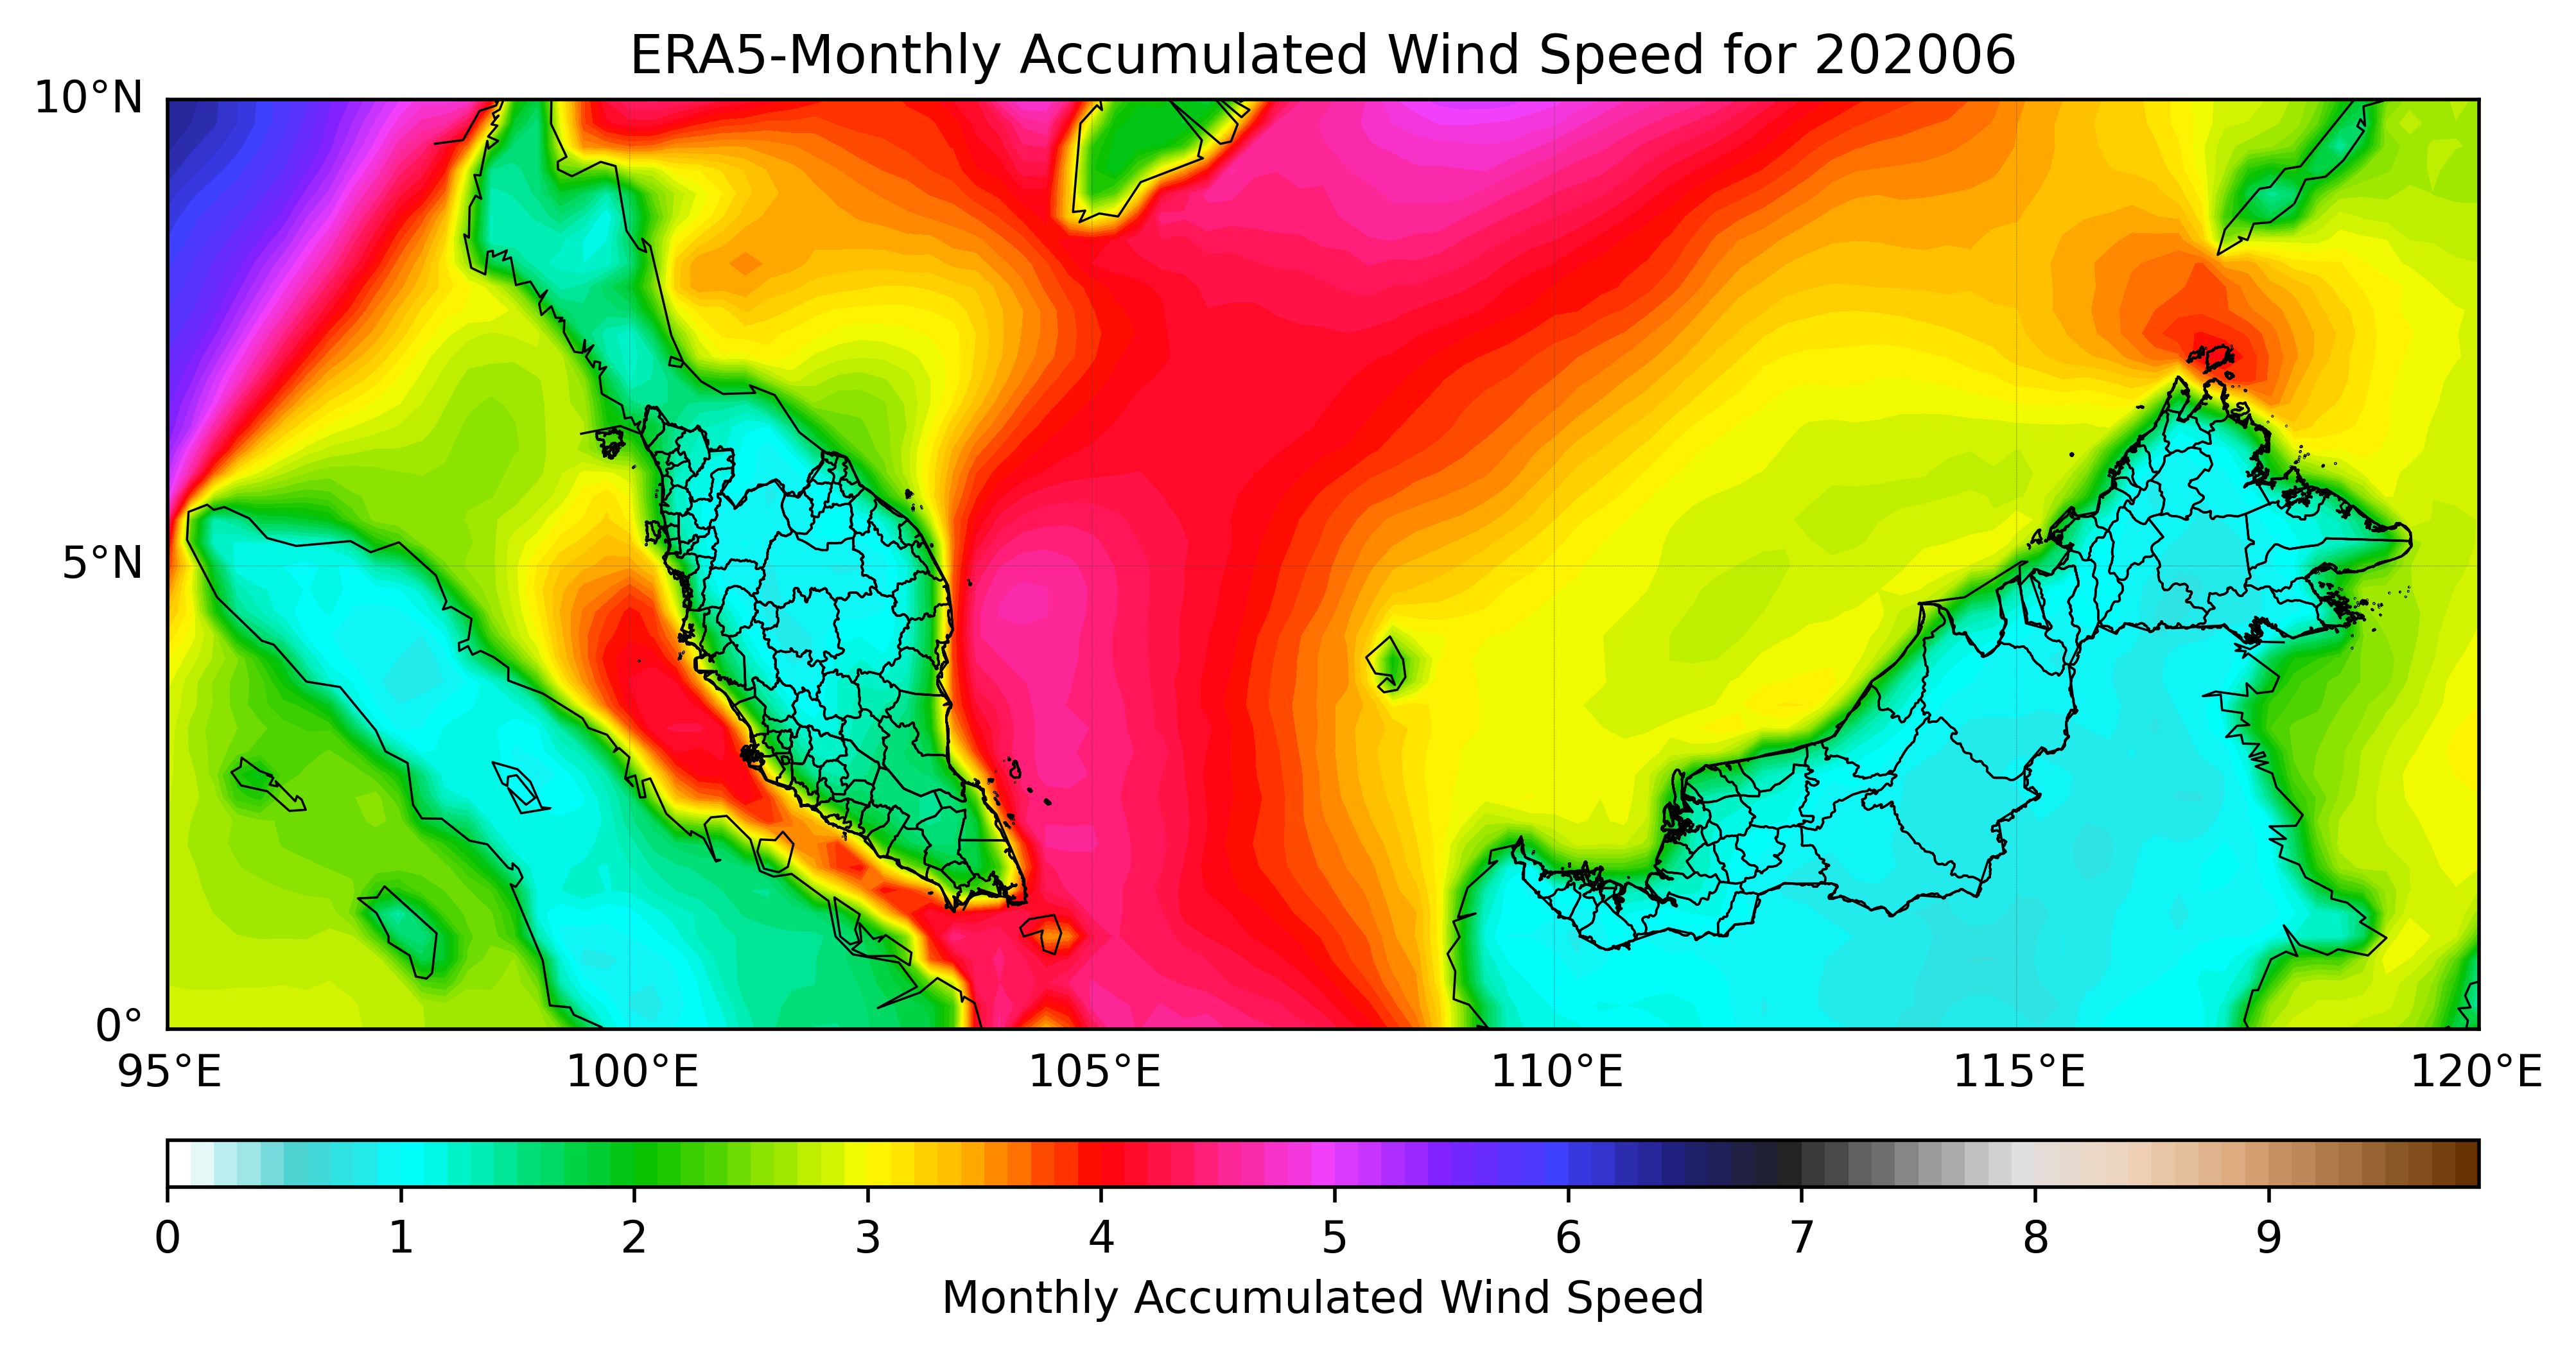 ERA5-Monthly Accumulated Wind Speed for 202006
10°N
5°N
0°
95°E 100°E 105°E 110°E 115°E 120°E
0 1 2 3 4 5 6 7 8 9
Monthly Accumulated Wind Speed